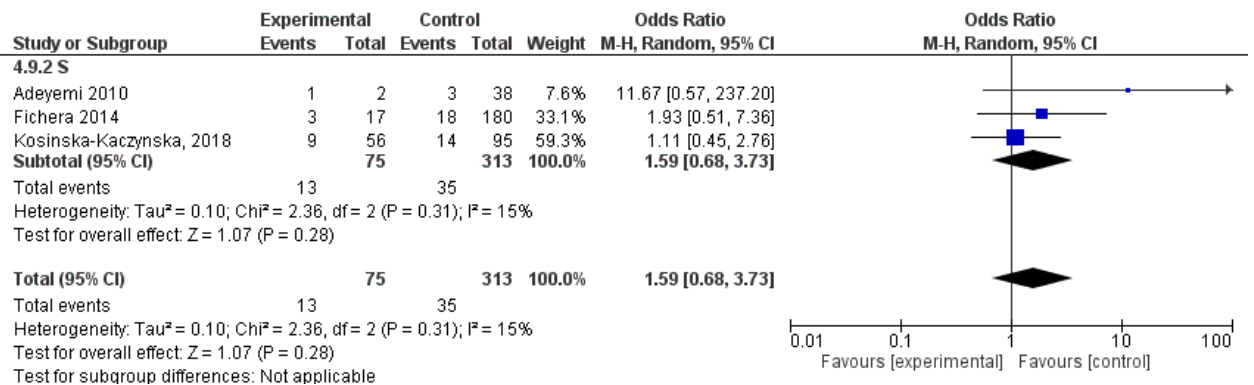 Experimental Control Odds Ratio Odds Ratio
Study or Subgroup Events Total Events Total Weight M-H, Random, 95% CI M-H, Random, 95% CI
4.9.2 S
Adeyemi 2010 1 2 3 38 7.6% 11.67 [0.57, 237.20]
Fichera 2014 3 17 18 180 33.1% 1.93 [0.51, 7.36]
Kosinska-Kaczynska, 2018 9 56 14 95 59.3% 1.11 [0.45, 2.76]
Subtotal (95% CI) 75 313 100.0% 1.59 [0.68, 3.73]
Total events 13 35
Heterogeneity: Tau² = 0.10; Chi² = 2.36, df = 2 (P = 0.31); I² = 15%
Test for overall effect: Z = 1.07 (P = 0.28)
Total (95% CI) 75 313 100.0% 1.59 [0.68, 3.73]
Total events 13 35
Heterogeneity: Tau² = 0.10; Chi² = 2.36, df = 2 (P = 0.31); I² = 15%
Test for overall effect: Z = 1.07 (P = 0.28)
Test for subgroup differences: Not applicable
0.01 0.1 1 10 100
Favours [experimental] Favours [control]